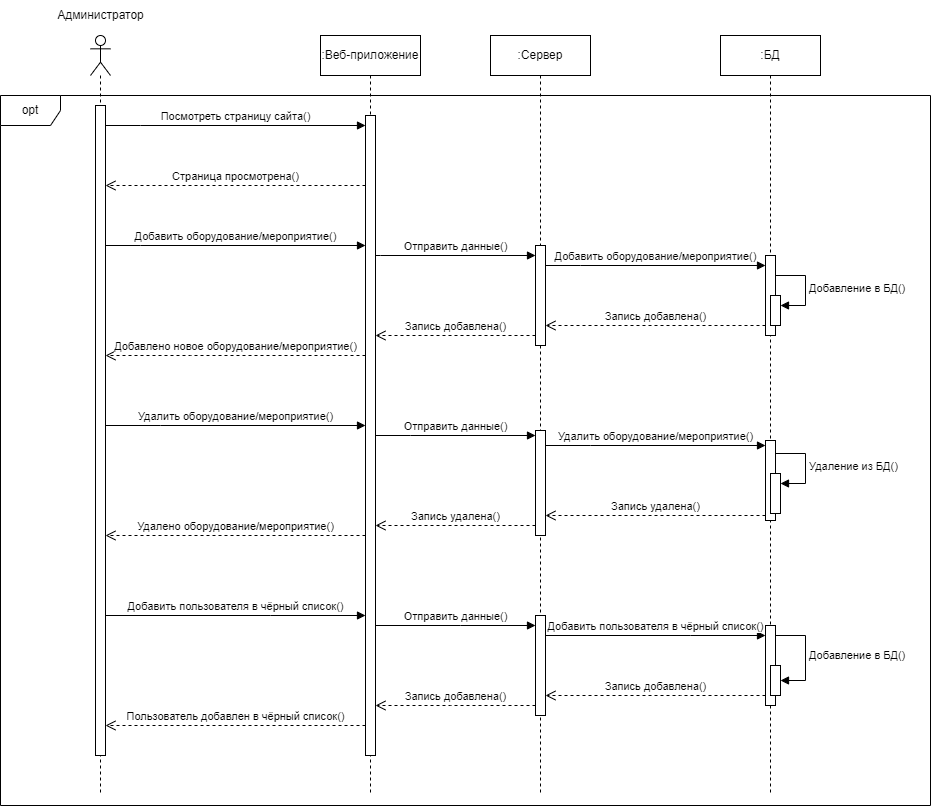 Администратор
:Веб-приложение
:Сервер
:БД
opt
Посмотреть страницу сайта()
Страница просмотрена()
Добавить оборудование/мероприятие()
Отправить данные()
Добавить оборудование/мероприятие()
Добавление в БД()
Запись добавлена()
Запись добавлена()
Добавлено новое оборудование/мероприятие()
Удалить оборудование/мероприятие()
Отправить данные()
Удалить оборудование/мероприятие()
Удаление из БД()
Запись удалена()
Запись удалена()
Удалено оборудование/мероприятие()
Добавить пользователя в чёрный список()
Отправить данные()
Добавить пользователя в чёрный список()
Добавление в БД()
Запись добавлена()
Запись добавлена()
Пользователь добавлен в чёрный список()